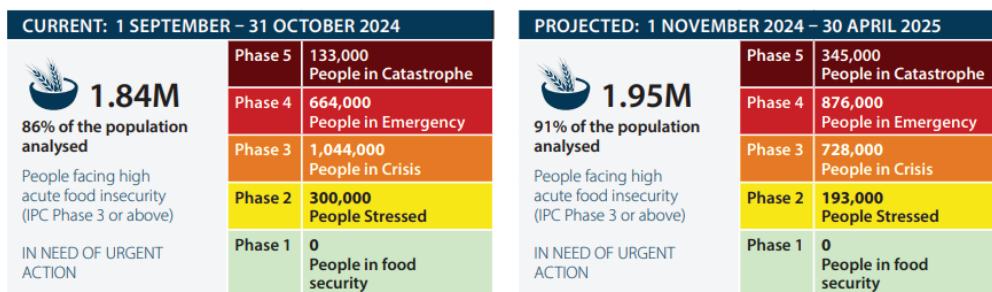 CURRENT: 1 SEPTEMBER – 31 OCTOBER 2024
1.84M
86% of the population
analysed
People facing high
acute food insecurity
(IPC Phase 3 or above)
IN NEED OF URGENT
ACTION
Phase 5 133,000
People in Catastrophe
Phase 4 664,000
People in Emergency
Phase 3 1,044,000
People in Crisis
Phase 2 300,000
People Stressed
Phase 1 0
People in food
security
PROJECTED: 1 NOVEMBER 2024 – 30 APRIL 2025
1.95M
91% of the population
analysed
People facing high
acute food insecurity
(IPC Phase 3 or above)
IN NEED OF URGENT
ACTION
Phase 5 345,000
People in Catastrophe
Phase 4 876,000
People in Emergency
Phase 3 728,000
People in Crisis
Phase 2 193,000
People Stressed
Phase 1 0
People in food
security